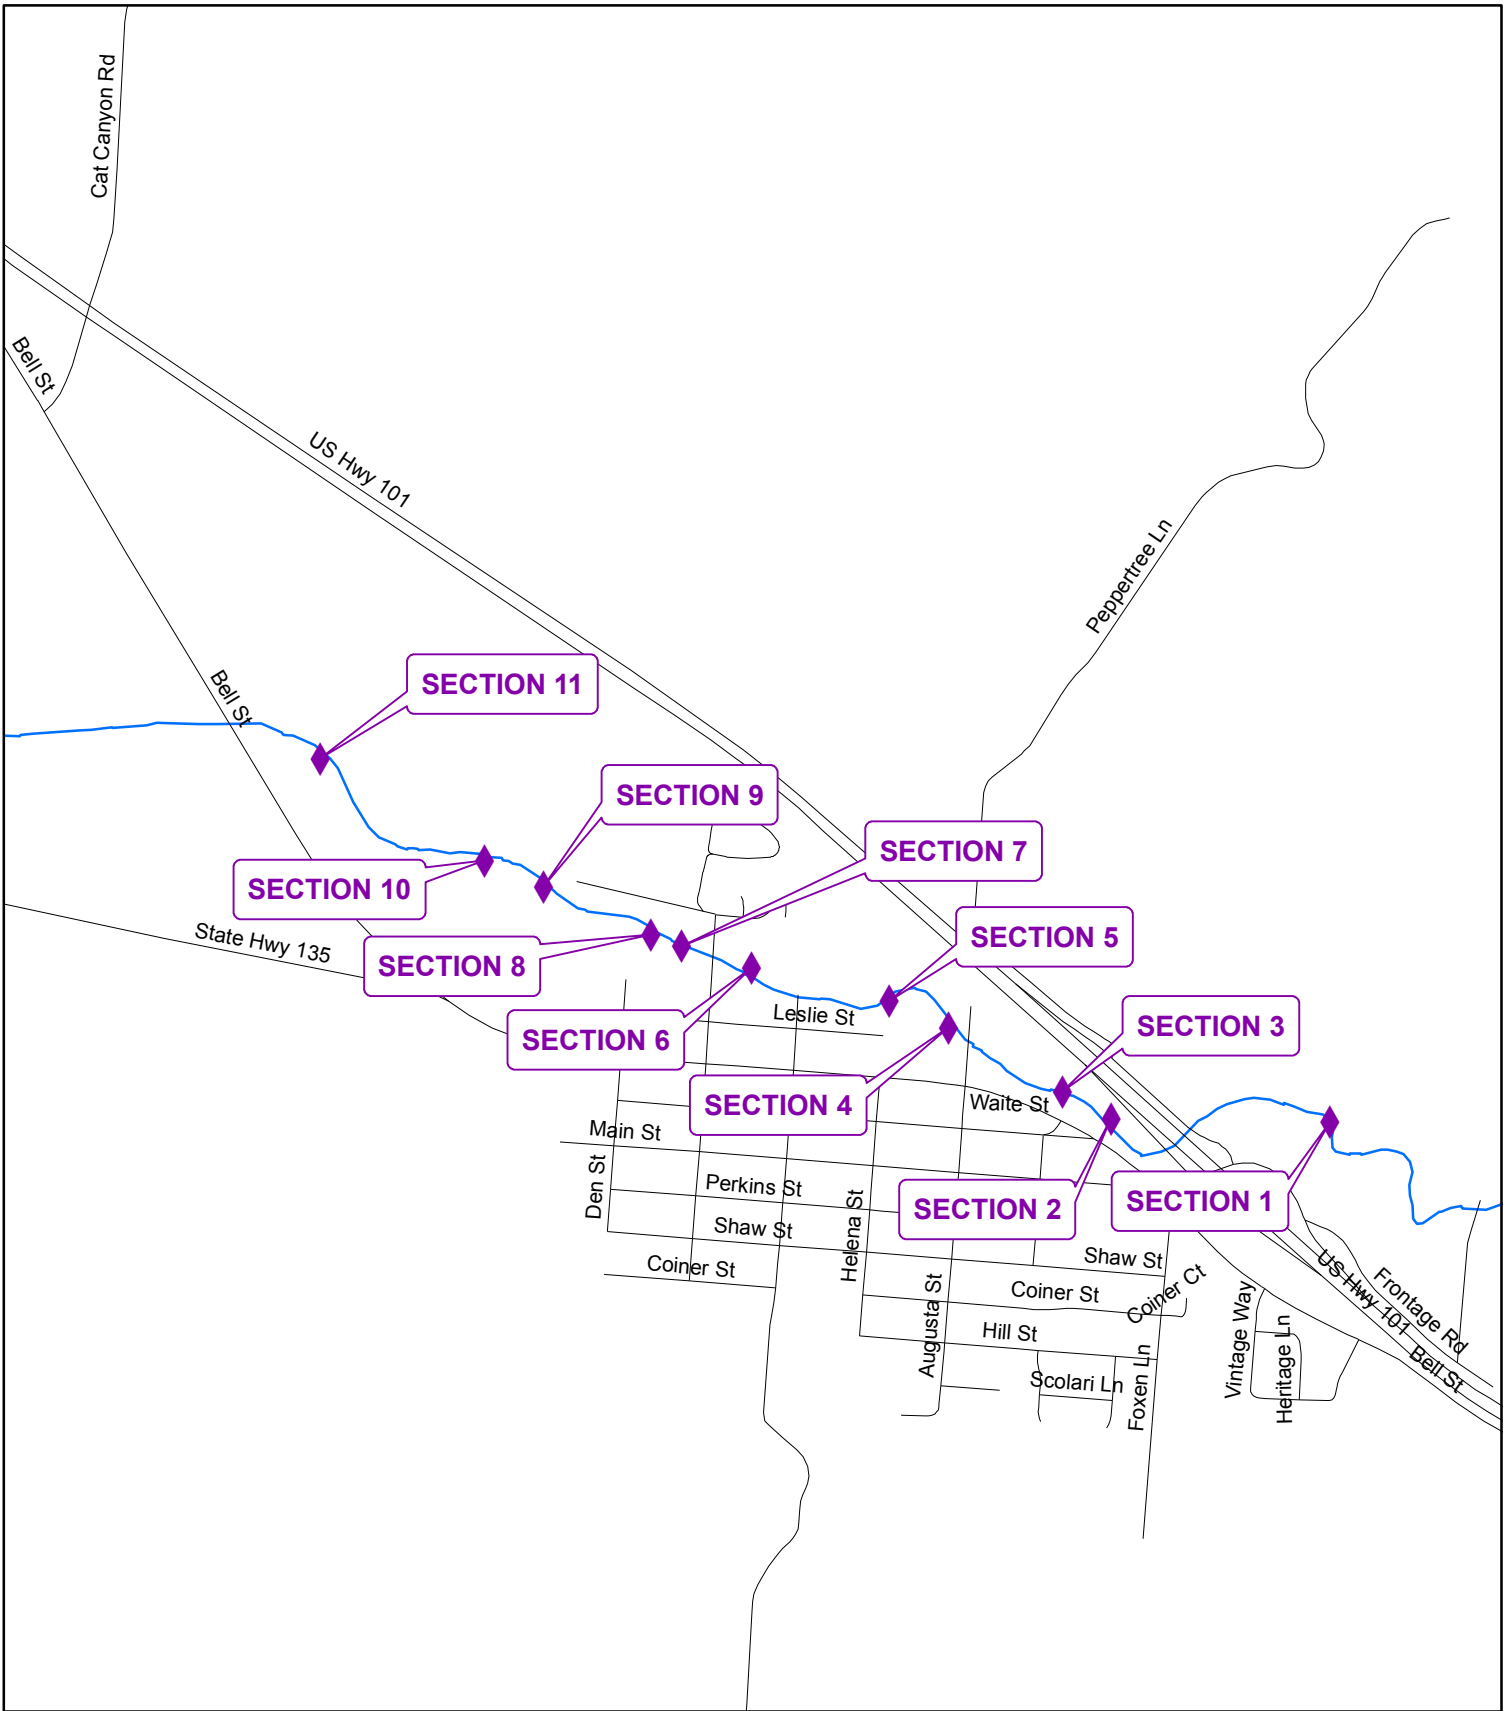 Cat Canyon Rd
Bell St
US Hwy 101
Peppertree Ln
Bell St
SECTION 11
SECTION 9
SECTION 7
SECTION 10
State Hwy 135
SECTION 8
SECTION 5
SECTION 6
Leslie St
SECTION 3
SECTION 4
Waite St
Main St
Den St
Perkins St
SECTION 2
SECTION 1
Helena St
Shaw St
Shaw St
Coiner St
Coiner St
Coiner Ct
Augusta St
Hill St
Scolari Ln
Foxen Ln
Vintage Way
Heritage Ln
US Hwy 101
Frontage Rd
Bell St